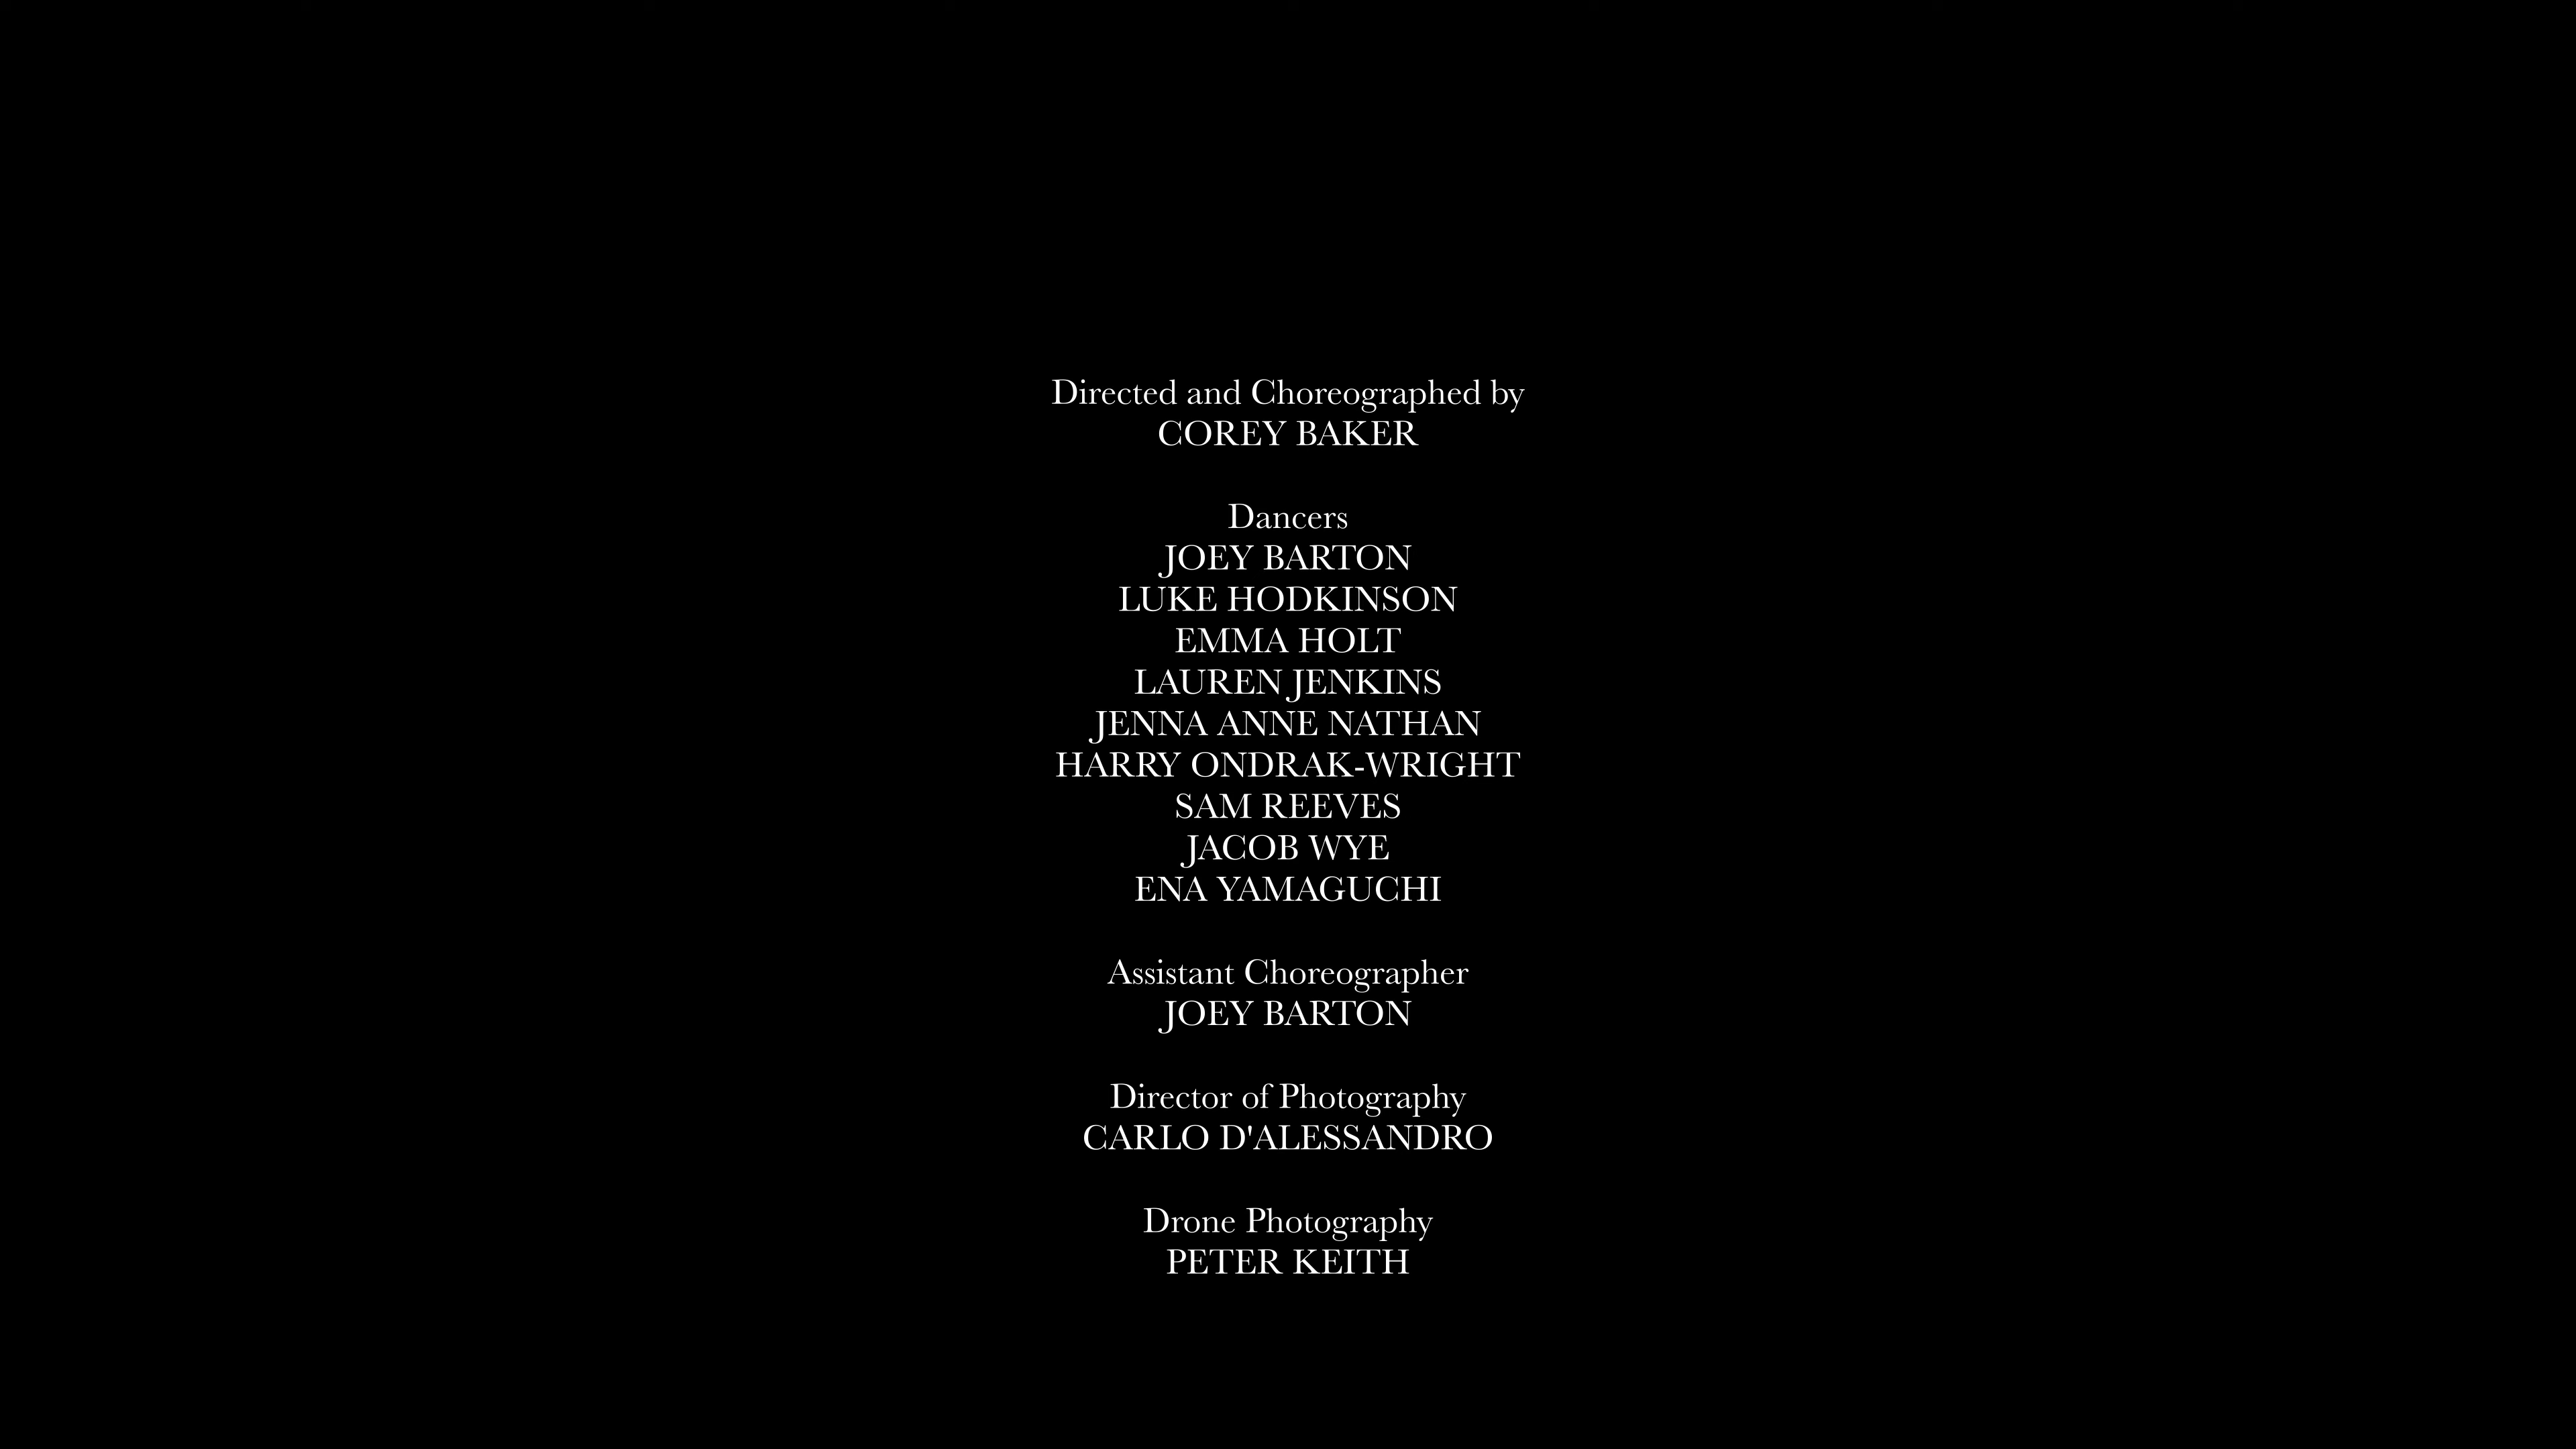 Directed and Choreographed by
COREY BAKER
Dancers
JOEY BARTON
LUKE HODKINSON
EMMA HOLT
LAUREN JENKINS
JENNA ANNE NATHAN
HARRY ONDRAK-WRIGHT
SAM REEVES
JACOB WYE
ENA YAMAGUCHI
Assistant Choreographer
JOEY BARTON
Director of Photography
CARLO D'ALESSANDRO
Drone Photography
PETER KEITH